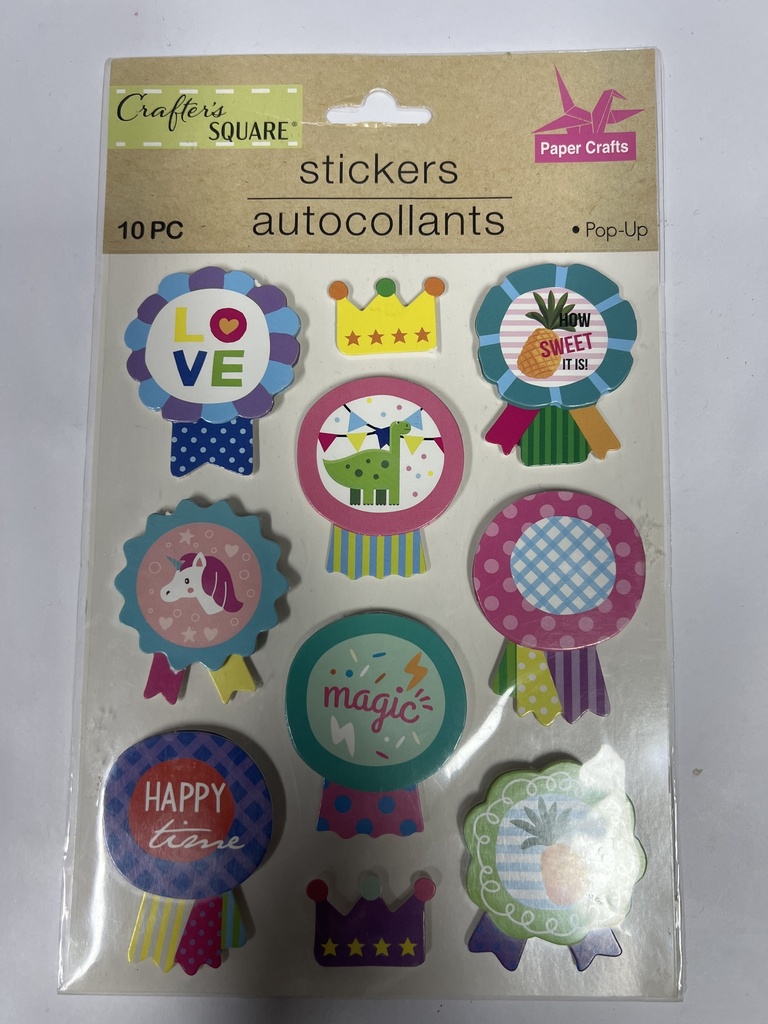 Crafter's
SQUARE®
Paper Crafts
stickers
autocollants
10 PC
• Pop-Up
LO
VE
HOW
SWEET
IT IS!
magic
HAPPY
time